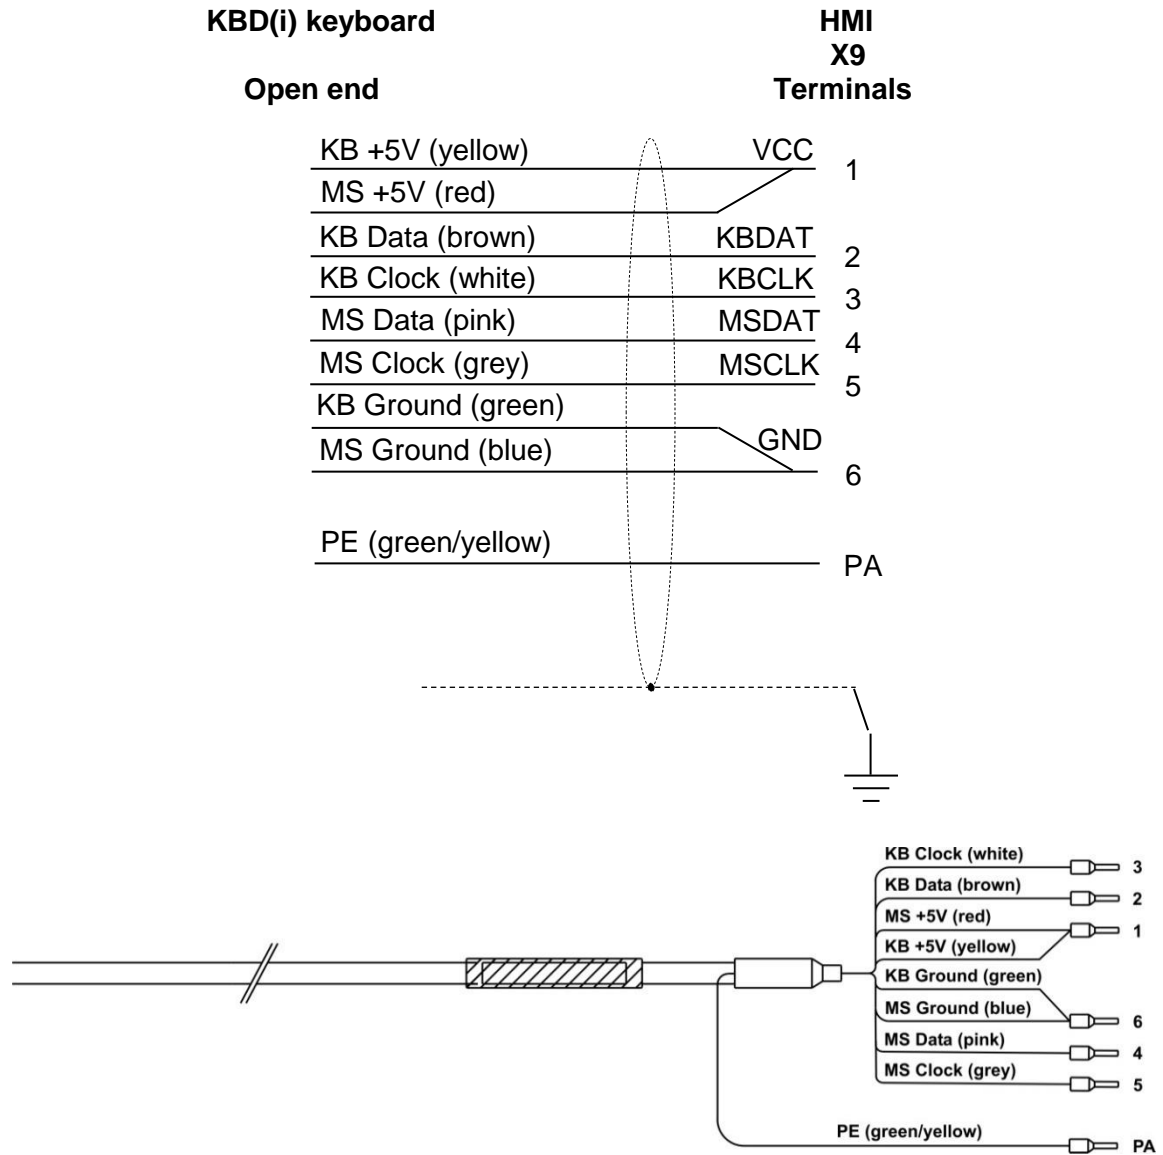 KBD(i) keyboard
HMI
X9
Open end
Terminals
KB +5V (yellow)
VCC
1
MS +5V (red)
KB Data (brown)
KBDAT
2
KB Clock (white)
KBCLK
3
MS Data (pink)
MSDAT
4
MS Clock (grey)
MSCLK
5
KB Ground (green)
GND
MS Ground (blue)
6
PE (green/yellow)
PA
KB Clock (white)
3
KB Data (brown)
2
MS +5V (red)
1
KB +5V (yellow)
KB Ground (green)
MS Ground (blue)
6
MS Data (pink)
4
MS Clock (grey)
5
PE (green/yellow)
PA